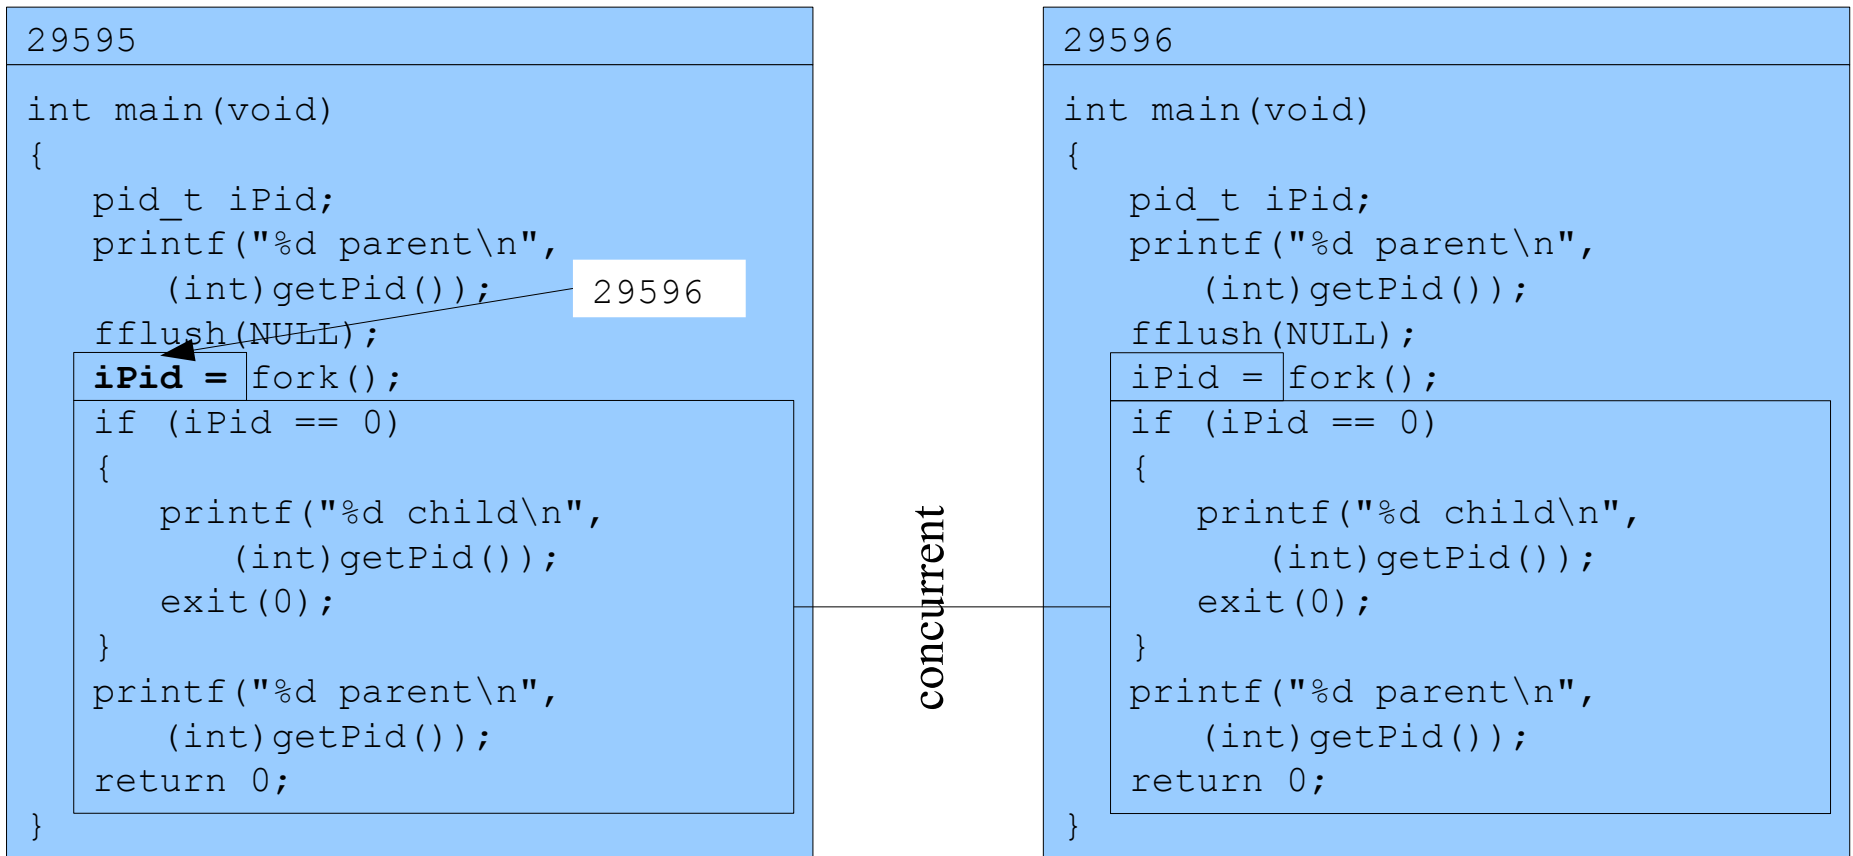 29595
int main(void)
{
   pid_t iPid;
   printf("%d parent\n",
      (int)getPid());
29596
   fflush(NULL);
   iPid = fork();
   if (iPid == 0)
   {
      printf("%d child\n",
         (int)getPid());
      exit(0);
   }
   printf("%d parent\n",
      (int)getPid());
   return 0;
}
concurrent
29596
int main(void)
{
   pid_t iPid;
   printf("%d parent\n",
      (int)getPid());
   fflush(NULL);
   iPid = fork();
   if (iPid == 0)
   {
      printf("%d child\n",
         (int)getPid());
      exit(0);
   }
   printf("%d parent\n",
      (int)getPid());
   return 0;
}